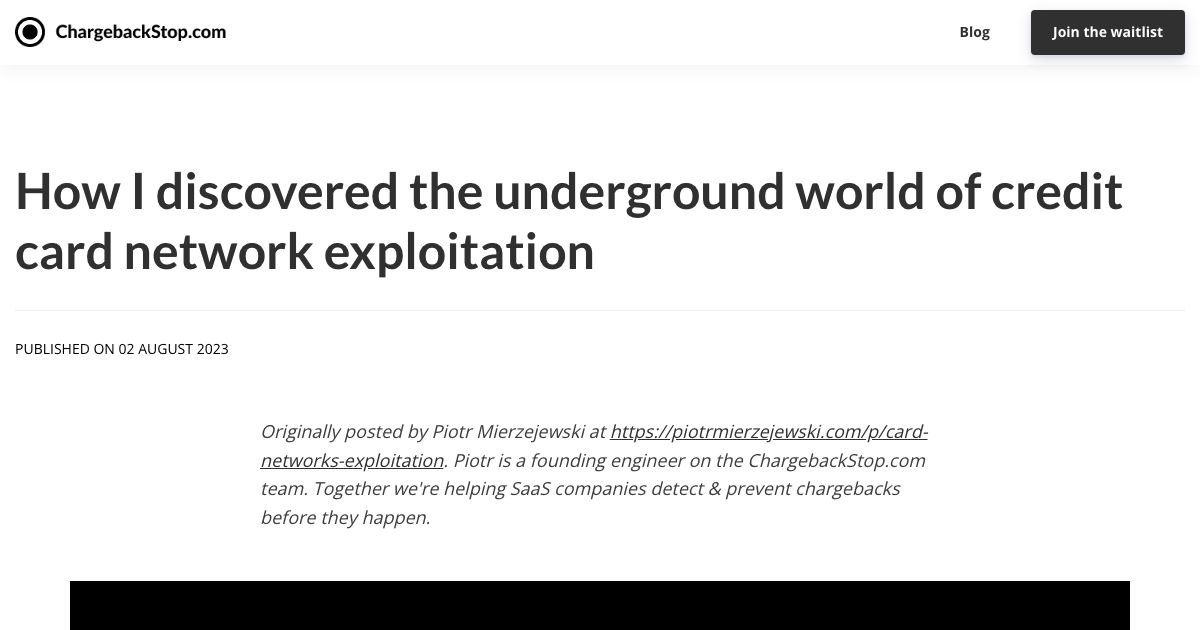 ChargebackStop.com
Blog
Join the waitlist
How I discovered the underground world of credit
card network exploitation
PUBLISHED ON 02 AUGUST 2023
Originally posted by Piotr Mierzejewski at https://piotrmierzejewski.com/p/card-
networks-exploitation. Piotr is a founding engineer on the ChargebackStop.com
team. Together we're helping SaaS companies detect & prevent chargebacks
before they happen.